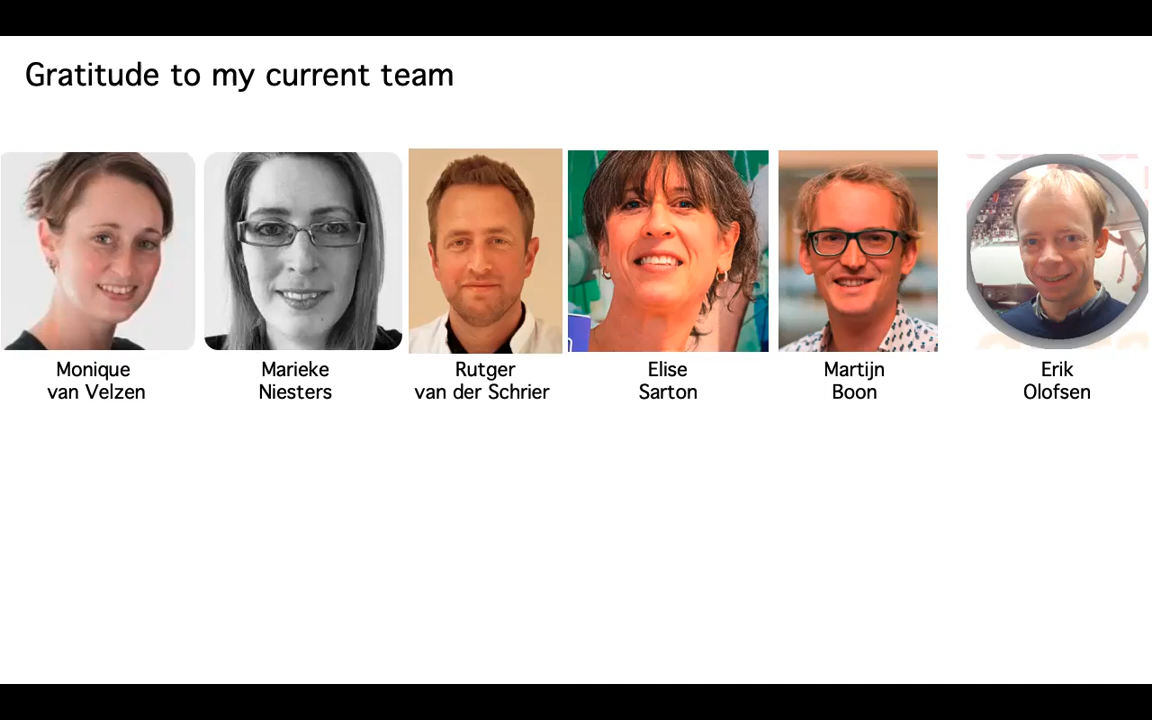 Gratitude to my current team
Monique
van Velzen
Marieke
Niesters
Rutger
van der Schrier
Elise
Sarton
Martijn
Boon
Erik
Olofsen